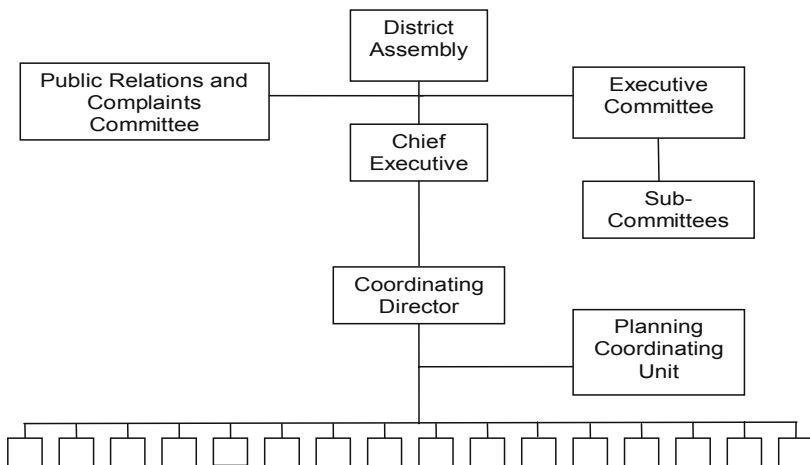 District
Assembly
Public Relations and
Complaints
Committee
Executive
Committee
Chief
Executive
Sub-
Committees
Coordinating
Director
Planning
Coordinating
Unit